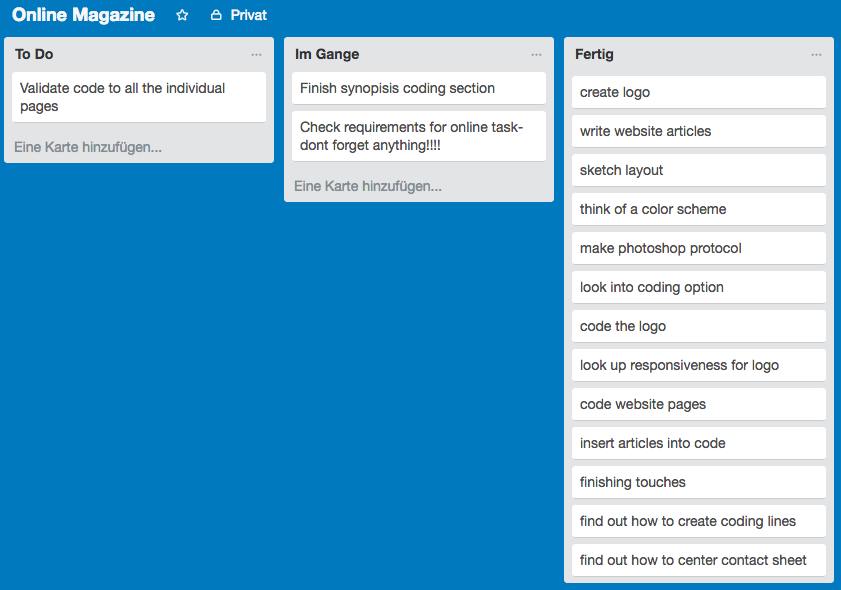 Online Magazine Privat
To Do
Validate code to all the individual
pages
Eine Karte hinzufügen...
Im Gange
Finish synopisis coding section
Check requirements for online task-
dont forget anything!!!!
Eine Karte hinzufügen...
Fertig
create logo
write website articles
sketch layout
think of a color scheme
make photoshop protocol
look into coding option
code the logo
look up responsiveness for logo
code website pages
insert articles into code
finishing touches
find out how to create coding lines
find out how to center contact sheet